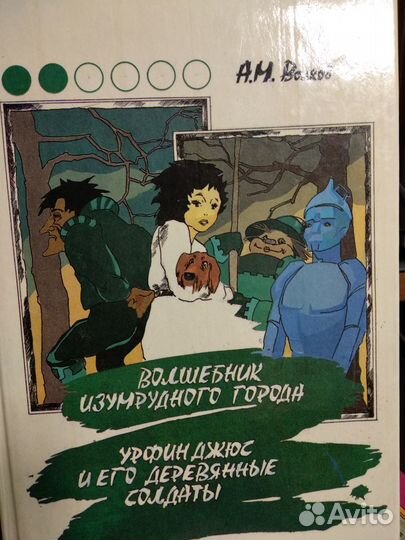 А.М. Волков
ВОЛШЕБНИК
ИЗУМРУДНОГО ГОРОДА
УРФИН ДЖЮС
И ЕГО ДЕРЕВЯННЫЕ
СОЛДАТЫ
Avito